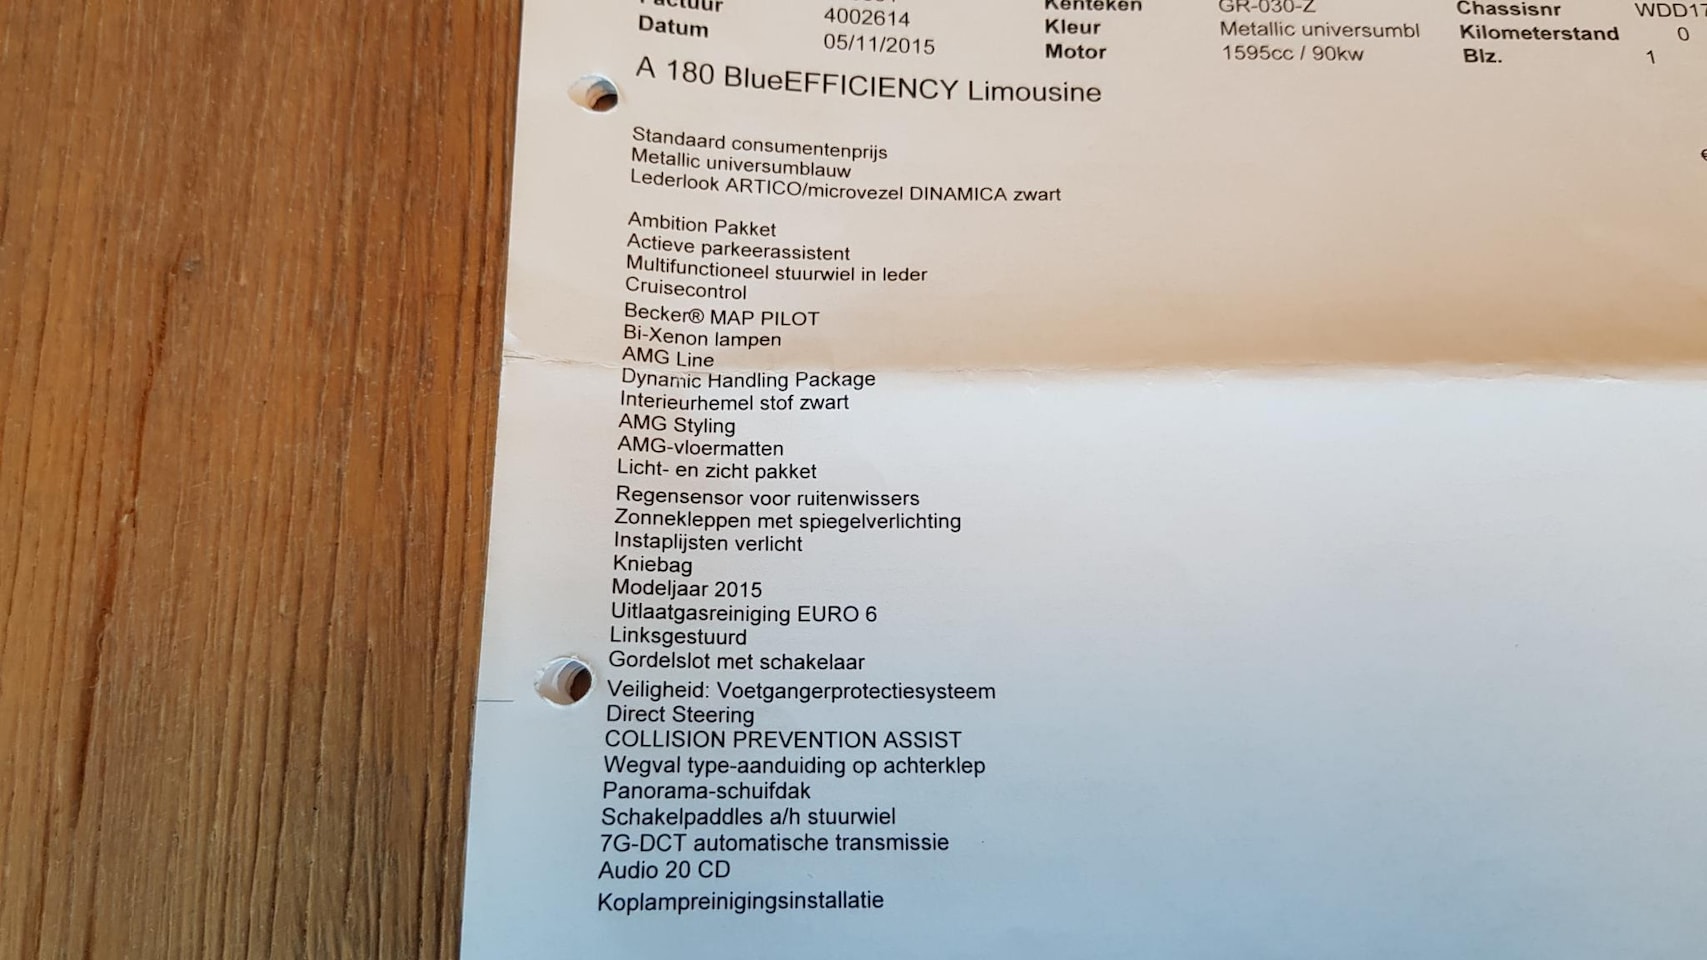 Factuur 4002614 Kenteken GR-030-Z Chassisnr WDD17
Datum 05/11/2015 Kleur Metallic universumbl Kilometerstand 0
Motor 1595cc / 90kw Blz. 1
A 180 BlueEFFICIENCY Limousine
Standaard consumentenprijs €
Metallic universumblauw
Lederlook ARTICO/microvezel DINAMICA zwart
Ambition Pakket
Actieve parkeerassistent
Multifunctioneel stuurwiel in leder
Cruisecontrol
Becker® MAP PILOT
Bi-Xenon lampen
AMG Line
Dynamic Handling Package
Interieurhemel stof zwart
AMG Styling
AMG-vloermatten
Licht- en zicht pakket
Regensensor voor ruitenwissers
Zonnekleppen met spiegelverlichting
Instaplijsten verlicht
Kniebag
Modeljaar 2015
Uitlaatgasreiniging EURO 6
Linksgestuurd
Gordelslot met schakelaar
Veiligheid: Voetgangerprotectiesysteem
Direct Steering
COLLISION PREVENTION ASSIST
Wegval type-aanduiding op achterklep
Panorama-schuifdak
Schakelpaddles a/h stuurwiel
7G-DCT automatische transmissie
Audio 20 CD
Koplampreinigingsinstallatie